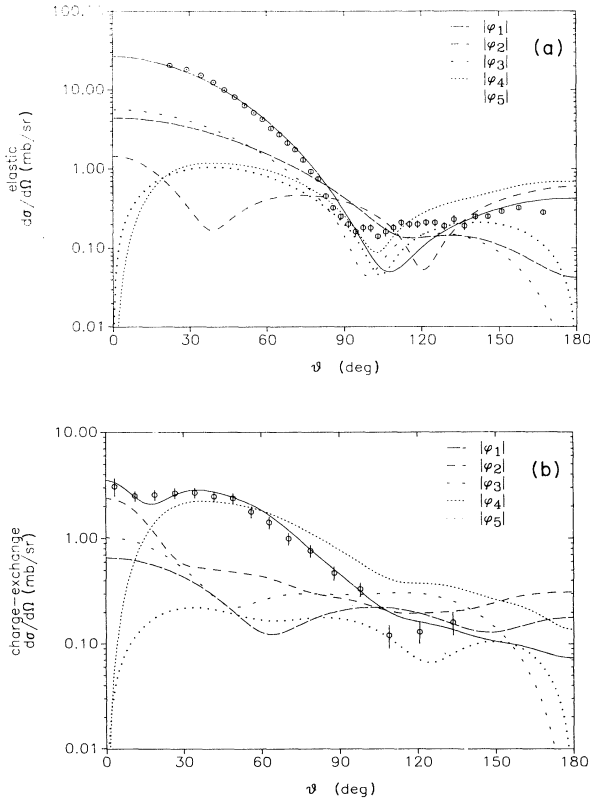 100.00
10.00
1.00
0.10
0.01
elastic
dσ/dΩ (mb/sr)
|φ₁|
|φ₂|
|φ₃|
|φ₄|
|φ₅|
(a)
0 30 60 90 120 150 180
ϑ (deg)
10.00
1.00
0.10
0.01
charge-exchange
dσ/dΩ (mb/sr)
|φ₁|
|φ₂|
|φ₃|
|φ₄|
|φ₅|
(b)
0 30 60 90 120 150 180
ϑ (deg)